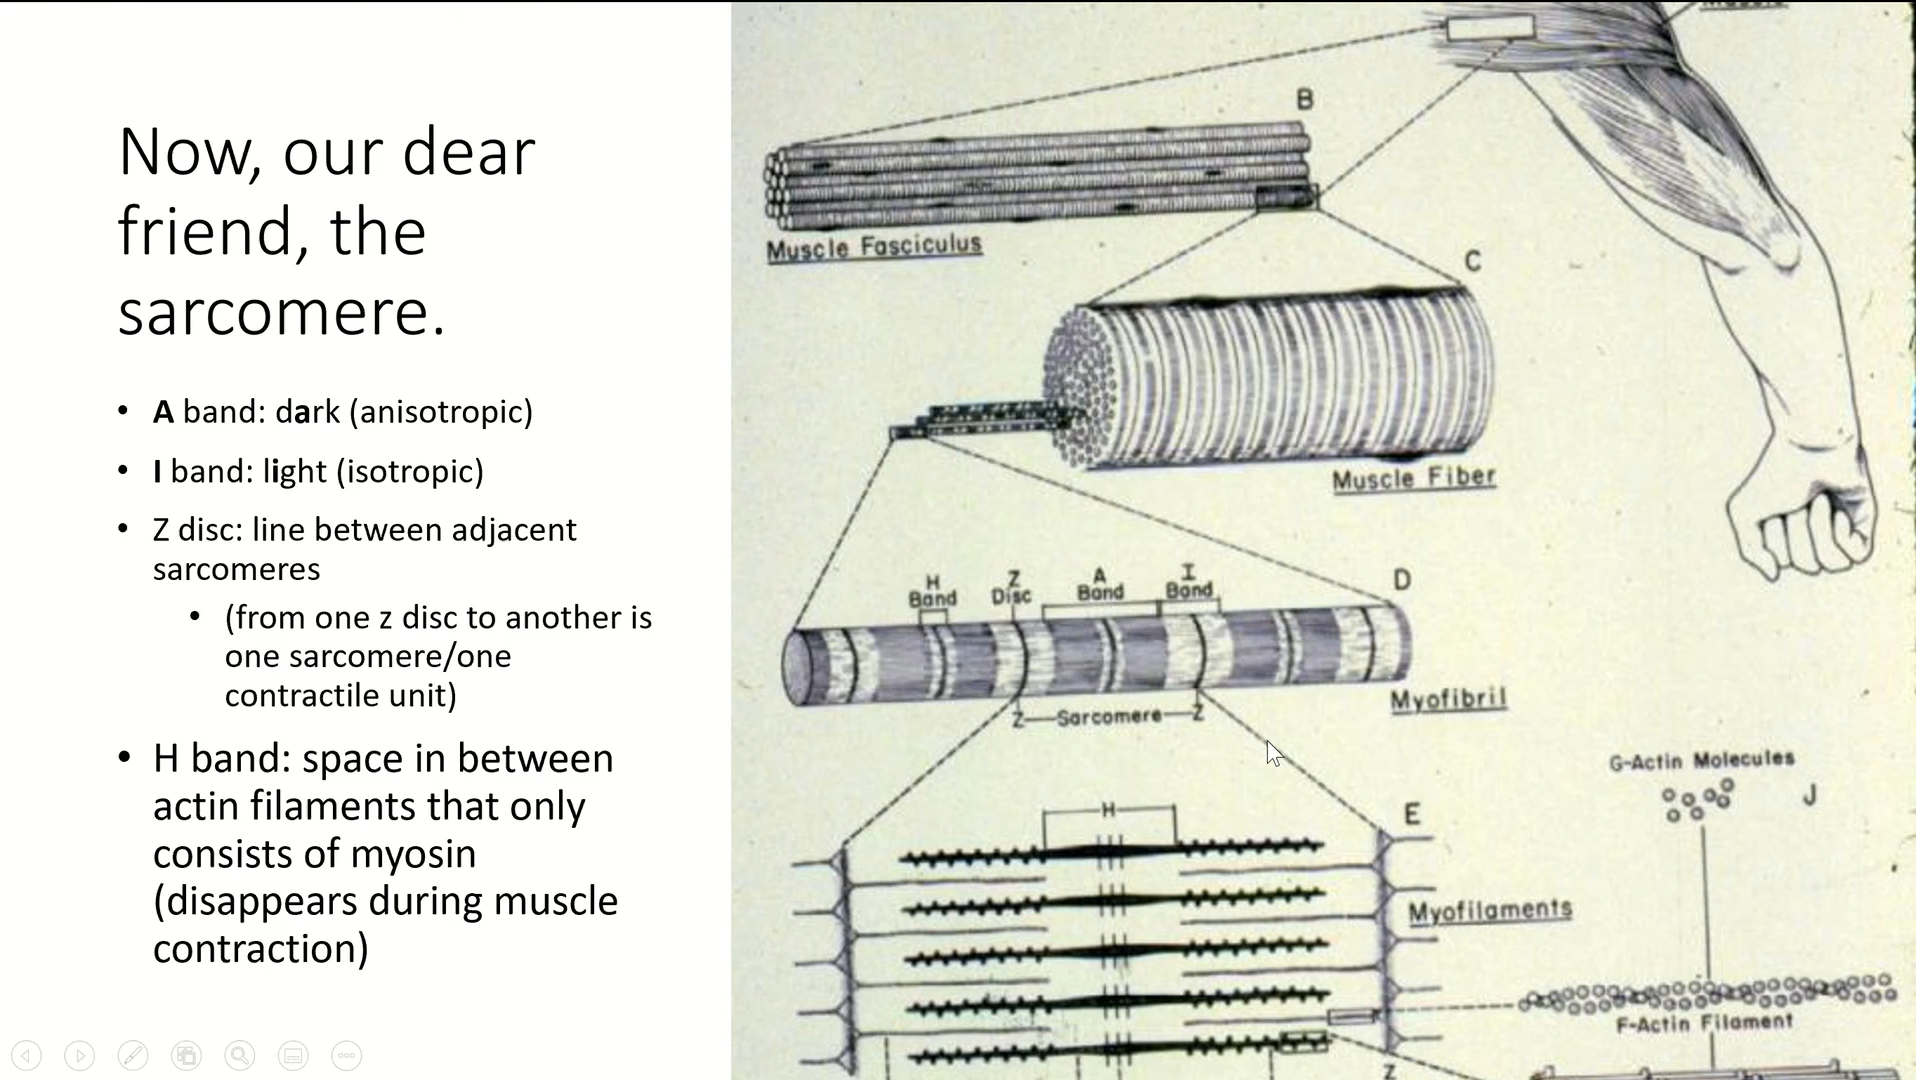 Now, our dear
friend, the
sarcomere.
• A band: dark (anisotropic)
• I band: light (isotropic)
• Z disc: line between adjacent
sarcomeres
• (from one z disc to another is
one sarcomere/one
contractile unit)
• H band: space in between
actin filaments that only
consists of myosin
(disappears during muscle
contraction)
B
Muscle Fasciculus
C
Muscle Fiber
H
Band
Z
Disc
A
Band
I
Band
D
Myofibril
Z—Sarcomere—Z
G-Actin Molecules
J
H
E
Myofilaments
F-Actin Filament
Z